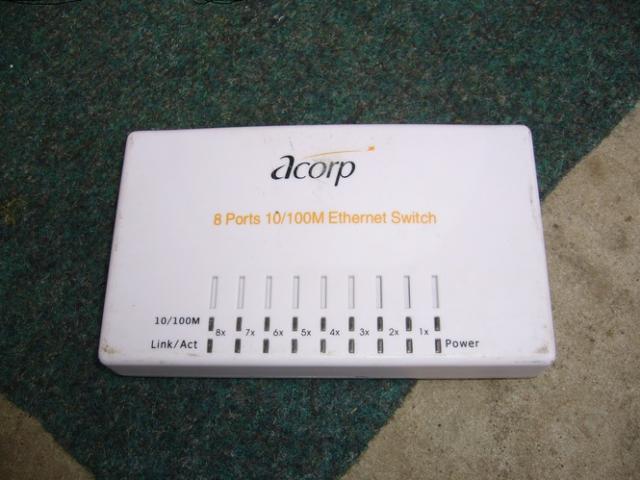 acorp
8 Ports 10/100M Ethernet Switch
10/100M
8x 7x 6x 5x 4x 3x 2x 1x
Link/Act Power